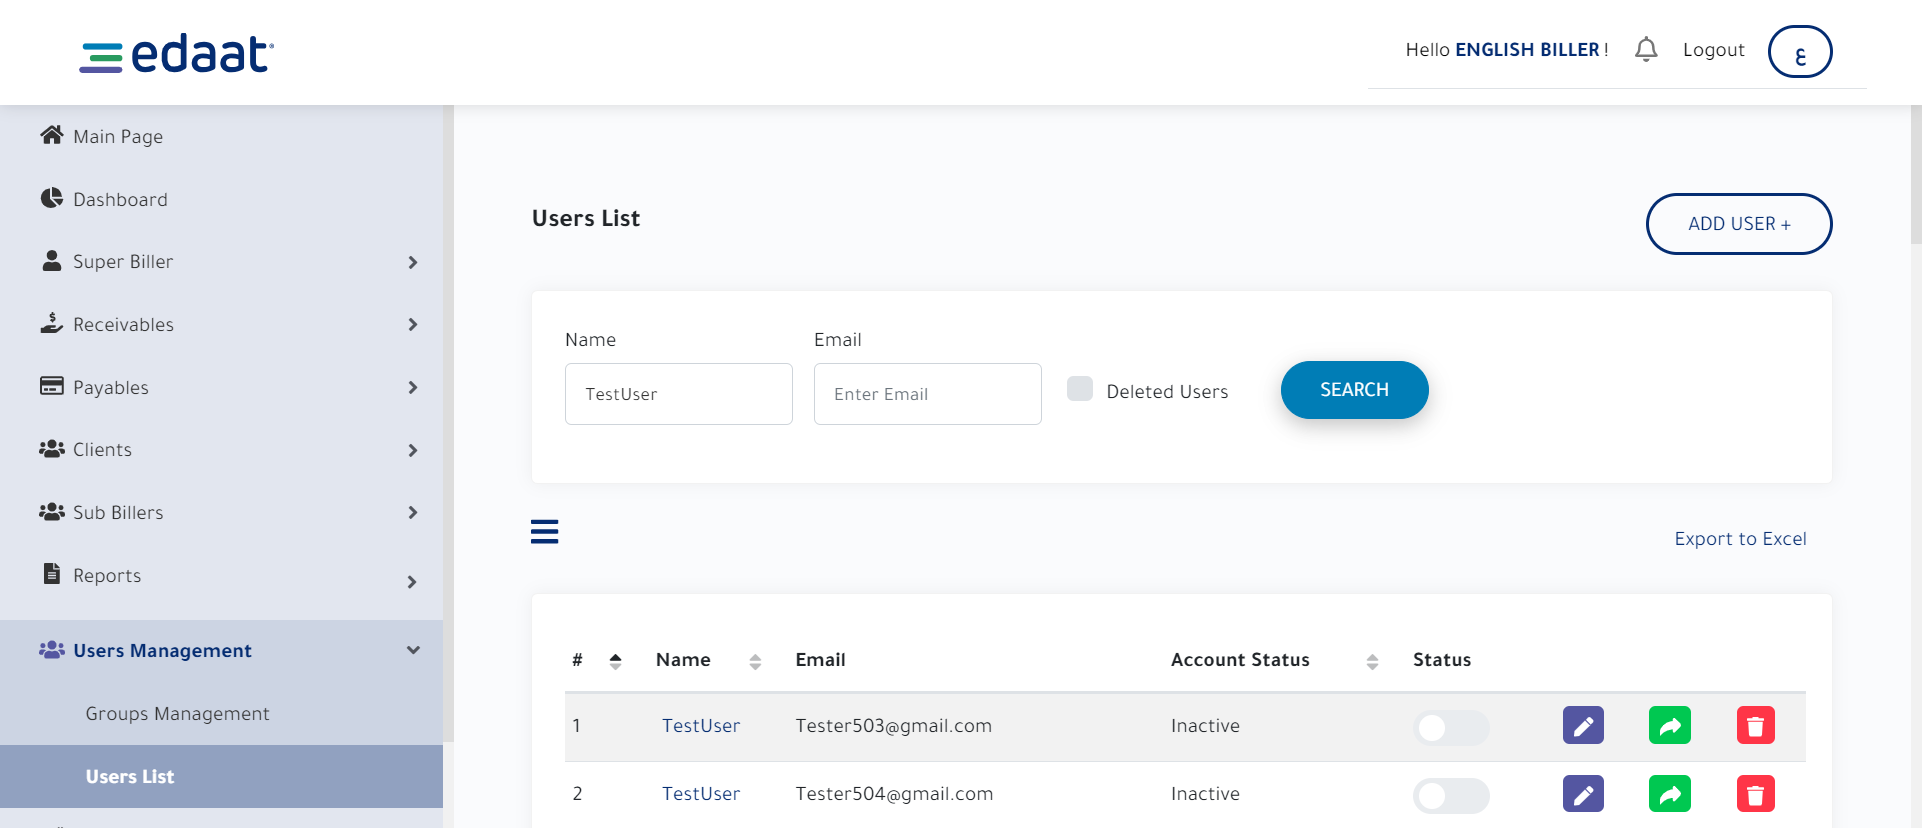 edaat
Hello ENGLISH BILLER !
Logout
ع
Main Page
Dashboard
Super Biller
Receivables
Payables
Clients
Sub Billers
Reports
Users Management
Groups Management
Users List
Users List
ADD USER +
Name
Email
TestUser
Enter Email
Deleted Users
SEARCH
Export to Excel
# Name Email Account Status Status
1 TestUser Tester503@gmail.com Inactive
2 TestUser Tester504@gmail.com Inactive